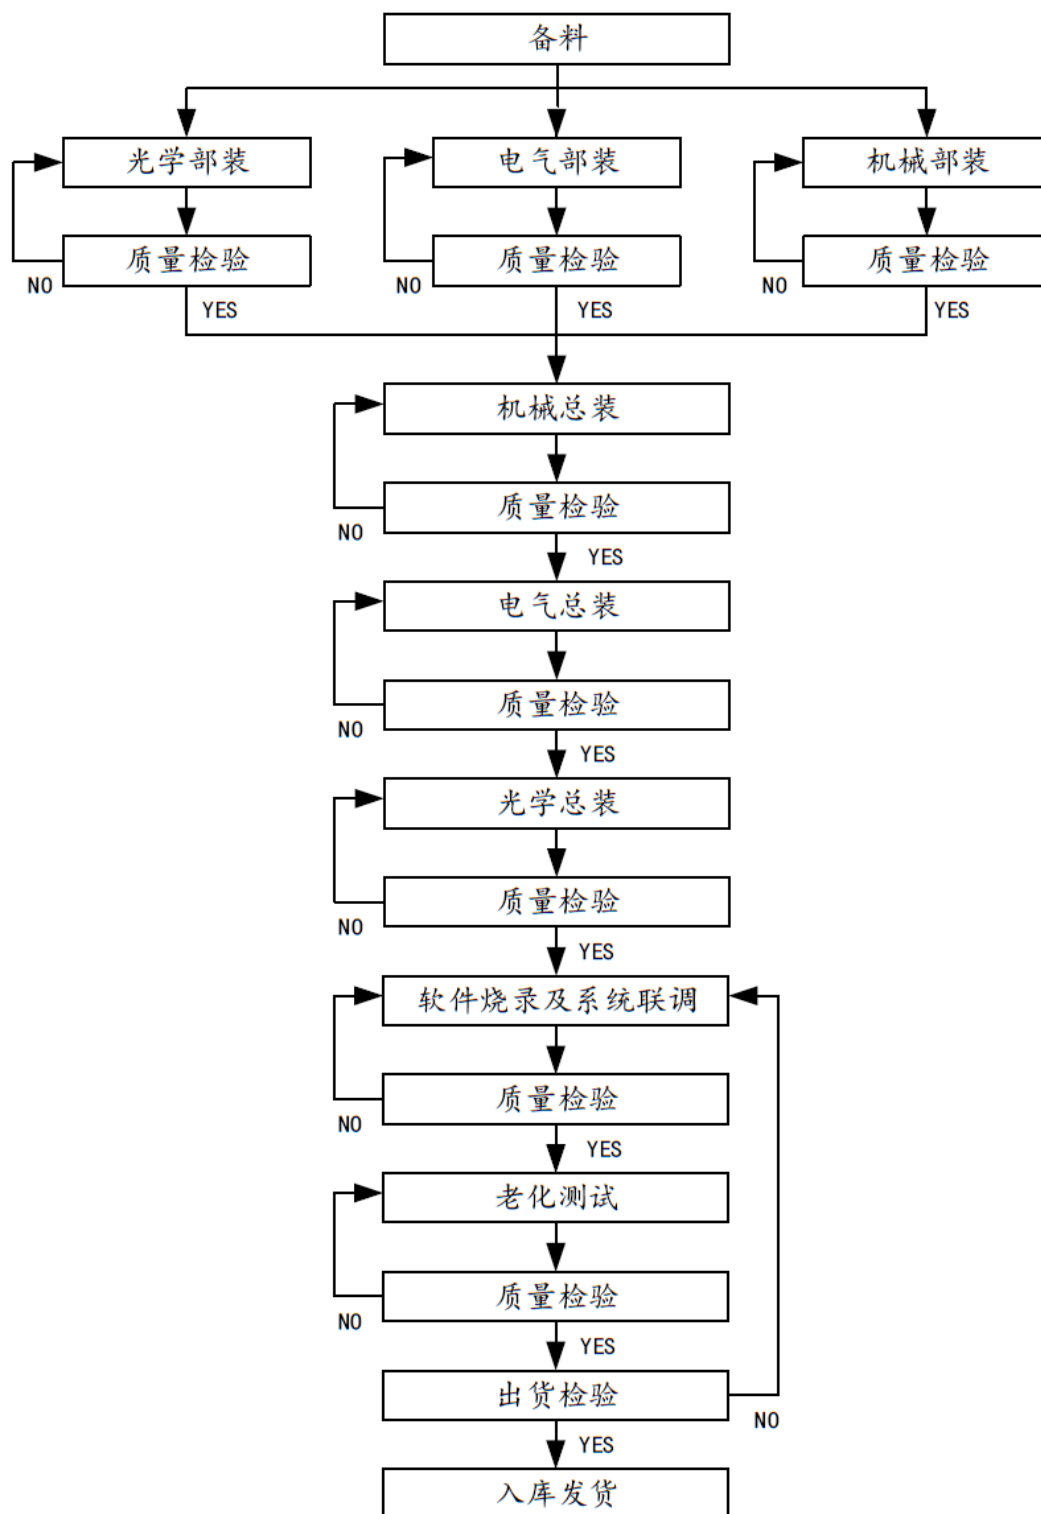 备料
光学部装 电气部装 机械部装
质量检验 质量检验 质量检验
NO NO NO
YES YES YES
机械总装
质量检验
NO
YES
电气总装
质量检验
NO
YES
光学总装
质量检验
NO
YES
软件烧录及系统联调
质量检验
NO
YES
老化测试
质量检验
NO
YES
出货检验
NO
YES
入库发货